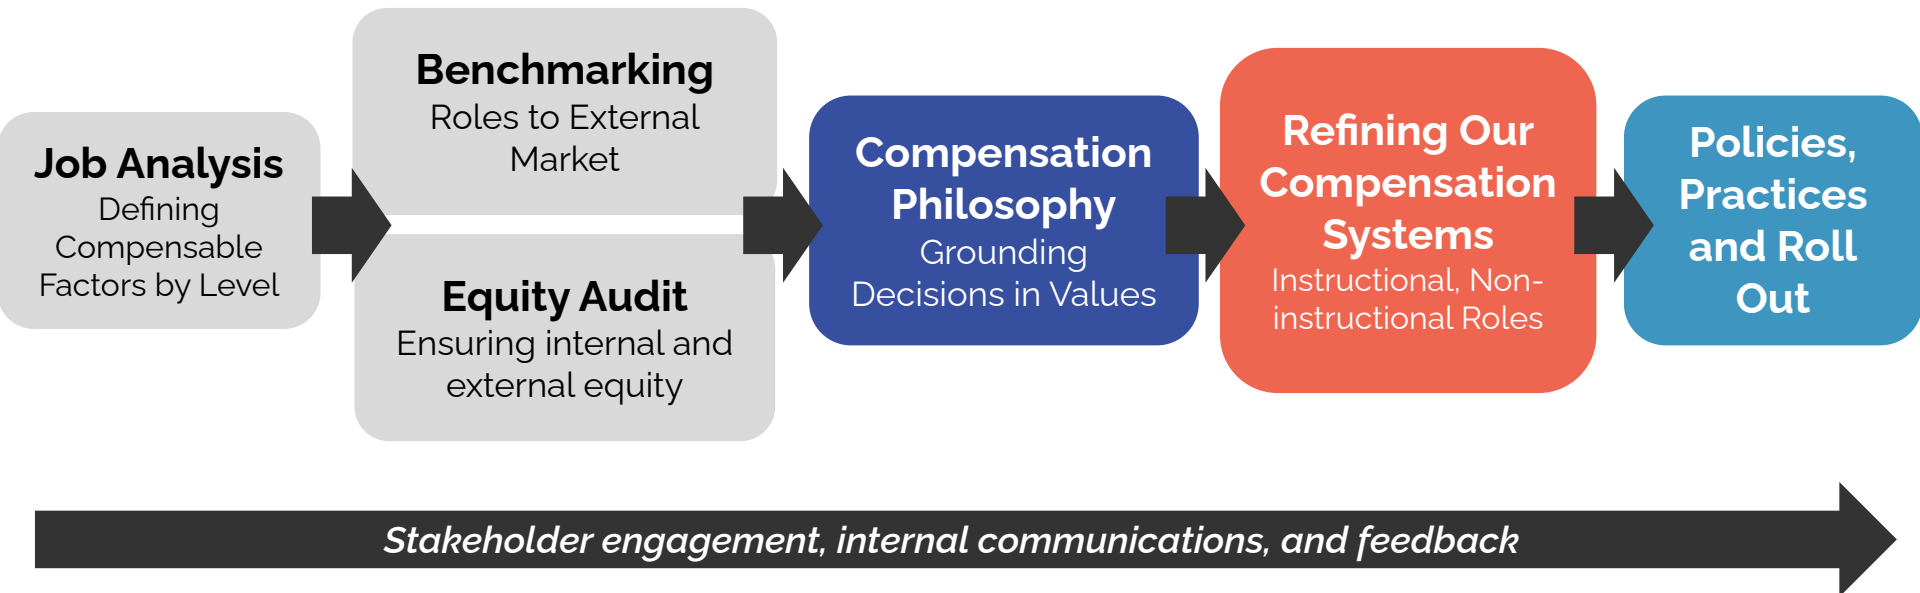 Job Analysis
Defining
Compensable
Factors by Level
Benchmarking
Roles to External
Market
Equity Audit
Ensuring internal and
external equity
Compensation
Philosophy
Grounding
Decisions in Values
Refining Our
Compensation
Systems
Instructional, Non-
instructional Roles
Policies,
Practices
and Roll
Out
Stakeholder engagement, internal communications, and feedback